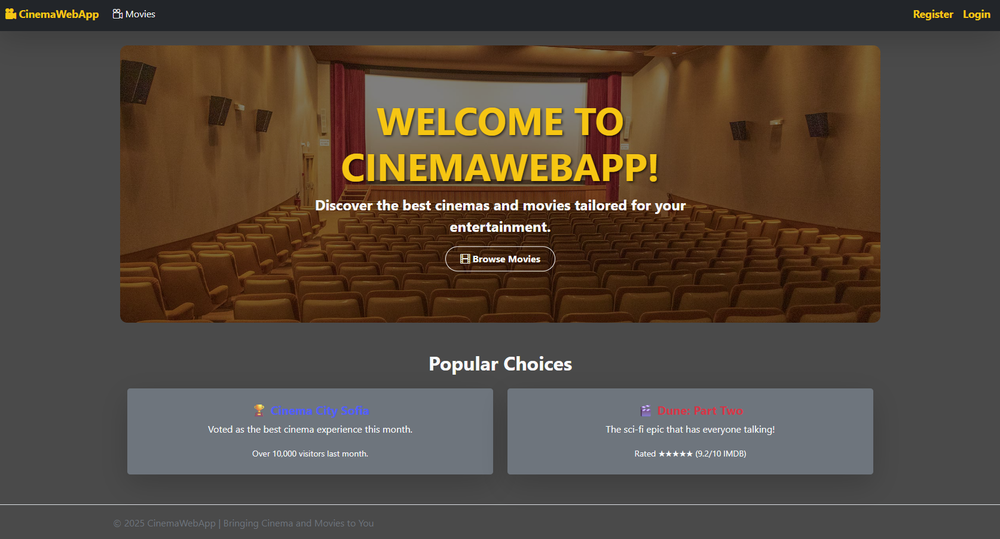 CinemaWebApp
Movies
Register
Login
WELCOME TO
CINEMAWEBAPP!
Discover the best cinemas and movies tailored for your
entertainment.
Browse Movies
Popular Choices
Cinema City Sofia
Voted as the best cinema experience this month.
Over 10,000 visitors last month.
Dune: Part Two
The sci-fi epic that has everyone talking!
Rated ★★★★★ (9.2/10 IMDB)
© 2025 CinemaWebApp | Bringing Cinema and Movies to You